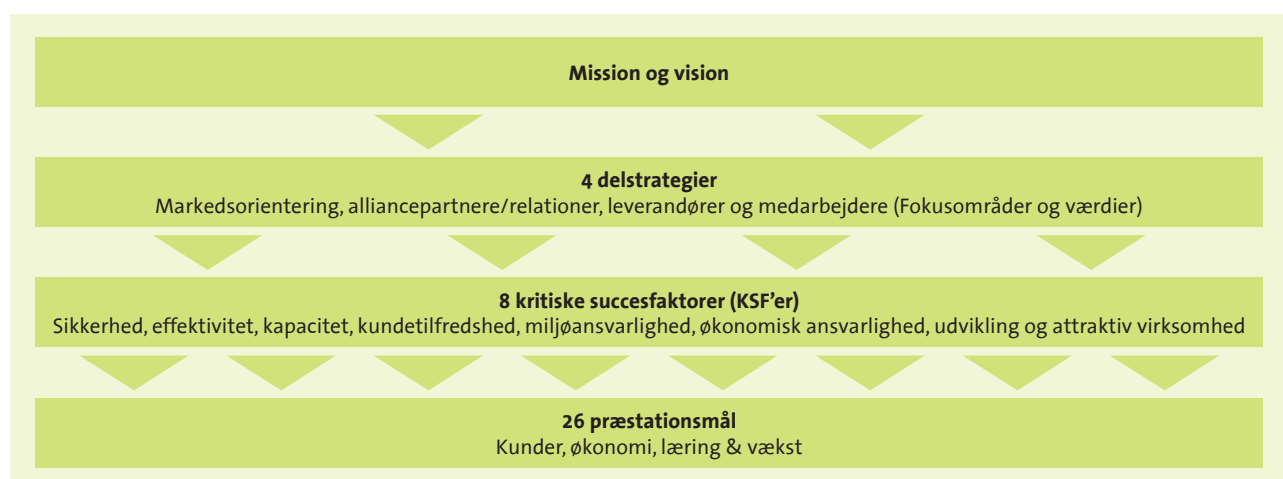 Mission og vision
4 delstrategier
Markedsorientering, alliancepartnere/relationer, leverandører og medarbejdere (Fokusområder og værdier)
8 kritiske succesfaktorer (KSF’er)
Sikkerhed, effektivitet, kapacitet, kundetilfredshed, miljøansvarlighed, økonomisk ansvarlighed, udvikling og attraktiv virksomhed
26 præstationsmål
Kunder, økonomi, læring & vækst